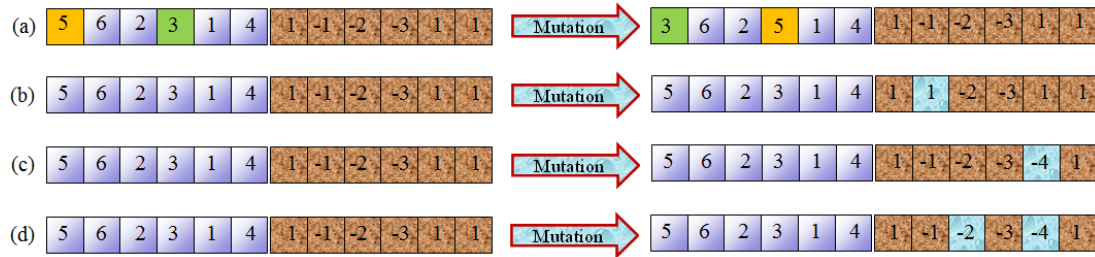 (a) 5 6 2 3 1 4 1 -1 -2 -3 1 1 Mutation 3 6 2 5 1 4 1 -1 -2 -3 1 1
(b) 5 6 2 3 1 4 1 -1 -2 -3 1 1 Mutation 5 6 2 3 1 4 1 1 -2 -3 1 1
(c) 5 6 2 3 1 4 1 -1 -2 -3 1 1 Mutation 5 6 2 3 1 4 1 -1 -2 -3 -4 1
(d) 5 6 2 3 1 4 1 -1 -2 -3 1 1 Mutation 5 6 2 3 1 4 1 -1 -2 -3 -4 1